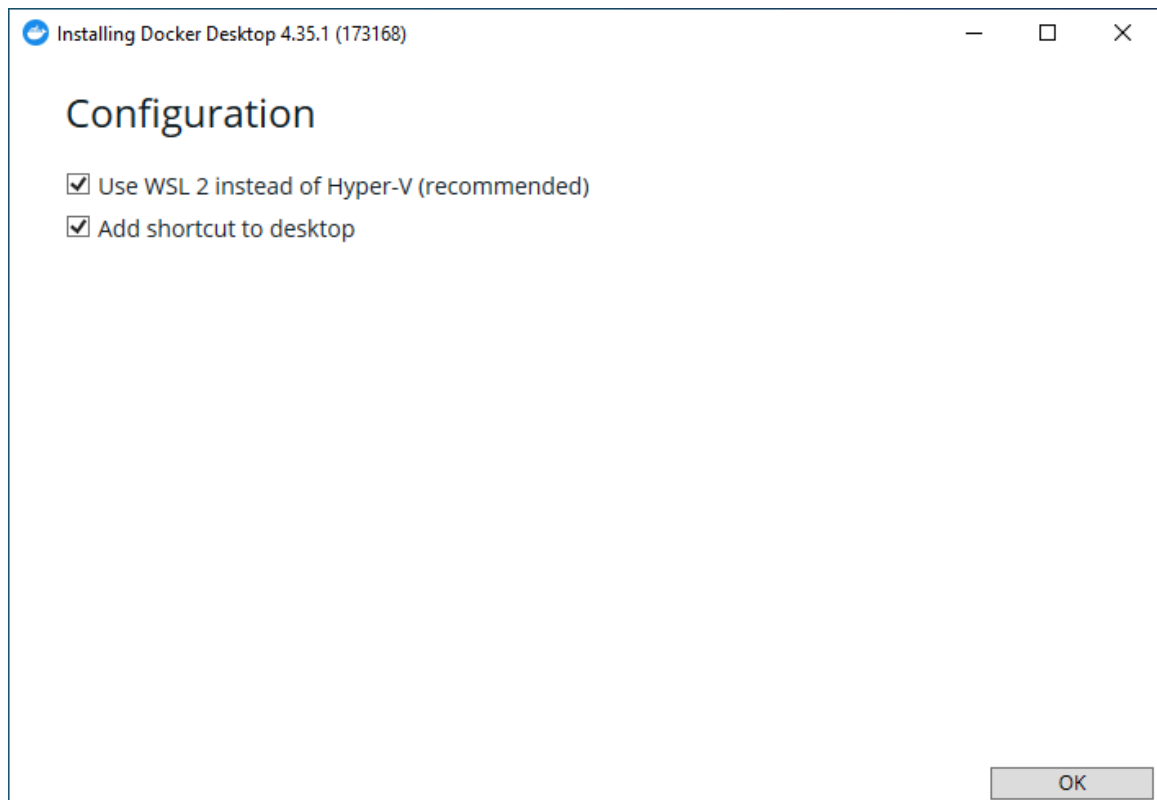 Installing Docker Desktop 4.35.1 (173168)
Configuration
Use WSL 2 instead of Hyper-V (recommended)
Add shortcut to desktop
OK